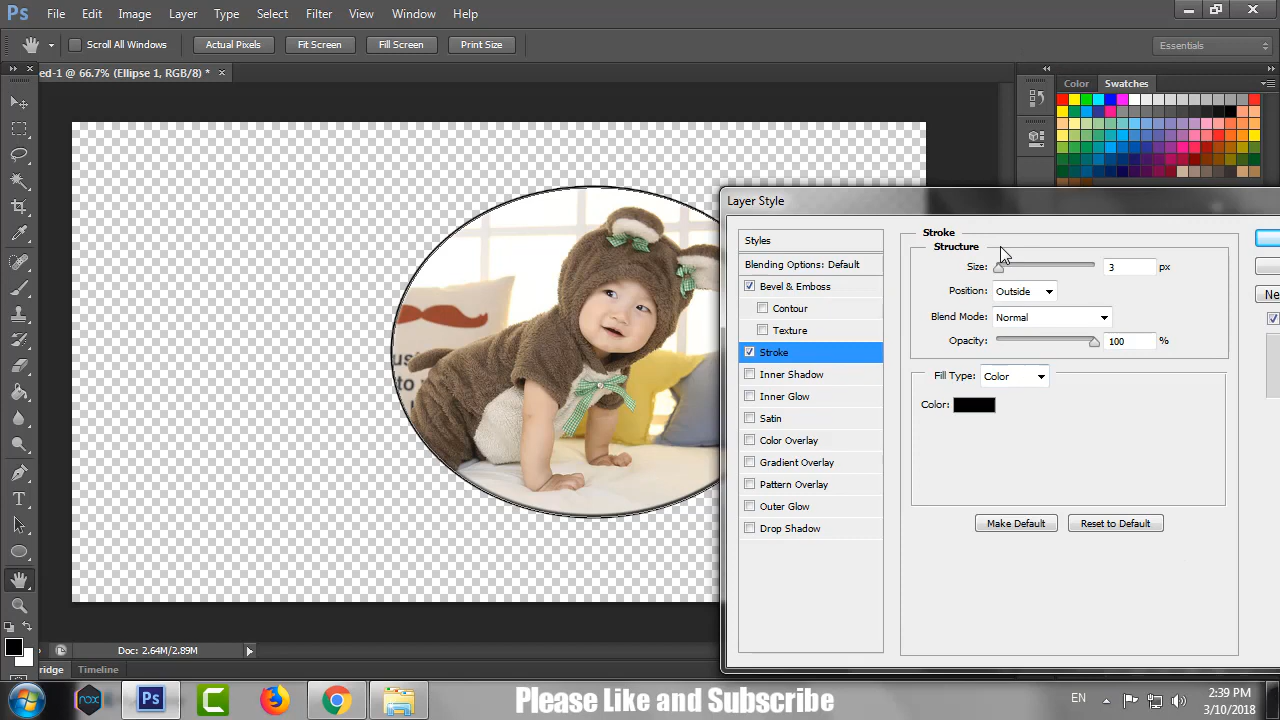 Ps File Edit Image Layer Type Select Filter View Window Help
Scroll All Windows Actual Pixels Fit Screen Fill Screen Print Size Essentials
ed-1 @ 66.7% (Ellipse 1, RGB/8) *
Color Swatches
Layer Style
Styles
Blending Options: Default
Bevel & Emboss
Contour
Texture
Stroke
Inner Shadow
Inner Glow
Satin
Color Overlay
Gradient Overlay
Pattern Overlay
Outer Glow
Drop Shadow
Stroke
Structure
Size: 3 px
Position: Outside
Blend Mode: Normal
Opacity: 100 %
Fill Type: Color
Color:
Make Default Reset to Default
Ne
us
to
Doc: 2.64M/2.89M
ridge Timeline
nox Ps C
Please Like and Subscribe
EN
2:39 PM
3/10/2018